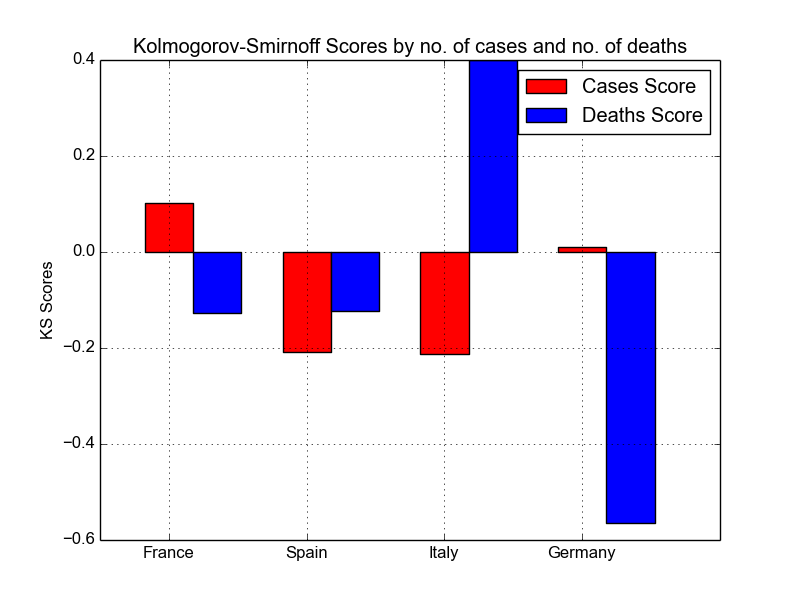 Kolmogorov-Smirnoff Scores by no. of cases and no. of deaths
Cases Score
Deaths Score
KS Scores
0.4
0.2
0.0
−0.2
−0.4
−0.6
France Spain Italy Germany